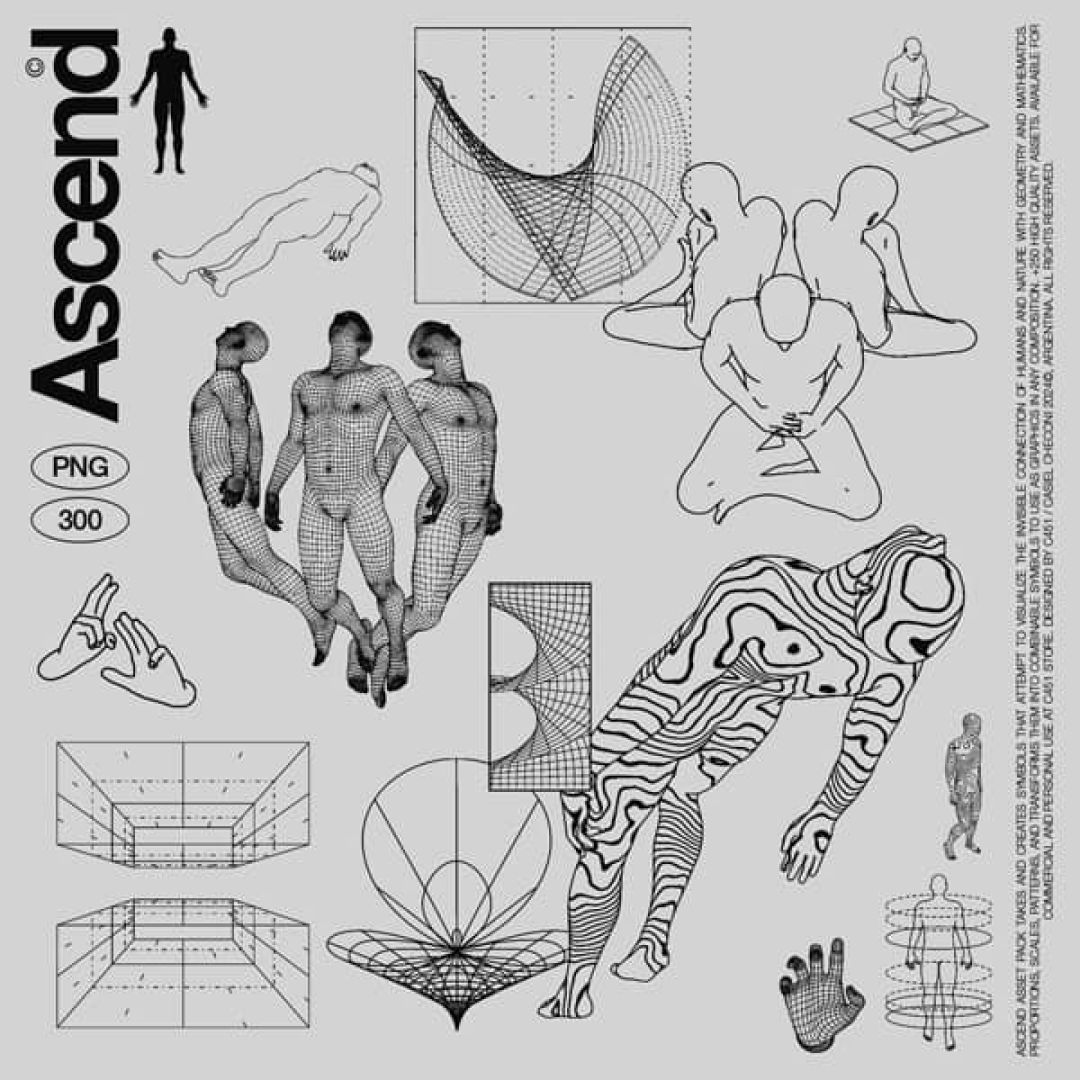 Ascend
©
PNG
300
ASCEND ASSET PACK TAKES AND CREATES SYMBOLS THAT ATTEMPT TO VISUALIZE THE INVISIBLE CONNECTION OF HUMANS AND NATURE WITH GEOMETRY AND MATHEMATICS.
PROPORTIONS, SCALES, PATTERNS, AND TRANSFORMS THEM INTO COMBINABLE SYMBOLS TO USE AS GRAPHICS IN ANY COMPOSITION. +250 HIGH QUALITY ASSETS. AVAILABLE FOR
COMMERCIAL AND PERSONAL USE AT C451 STORE. DESIGNED BY C451 / CASIEL CHECONI 2024©, ARGENTINA. ALL RIGHTS RESERVED.